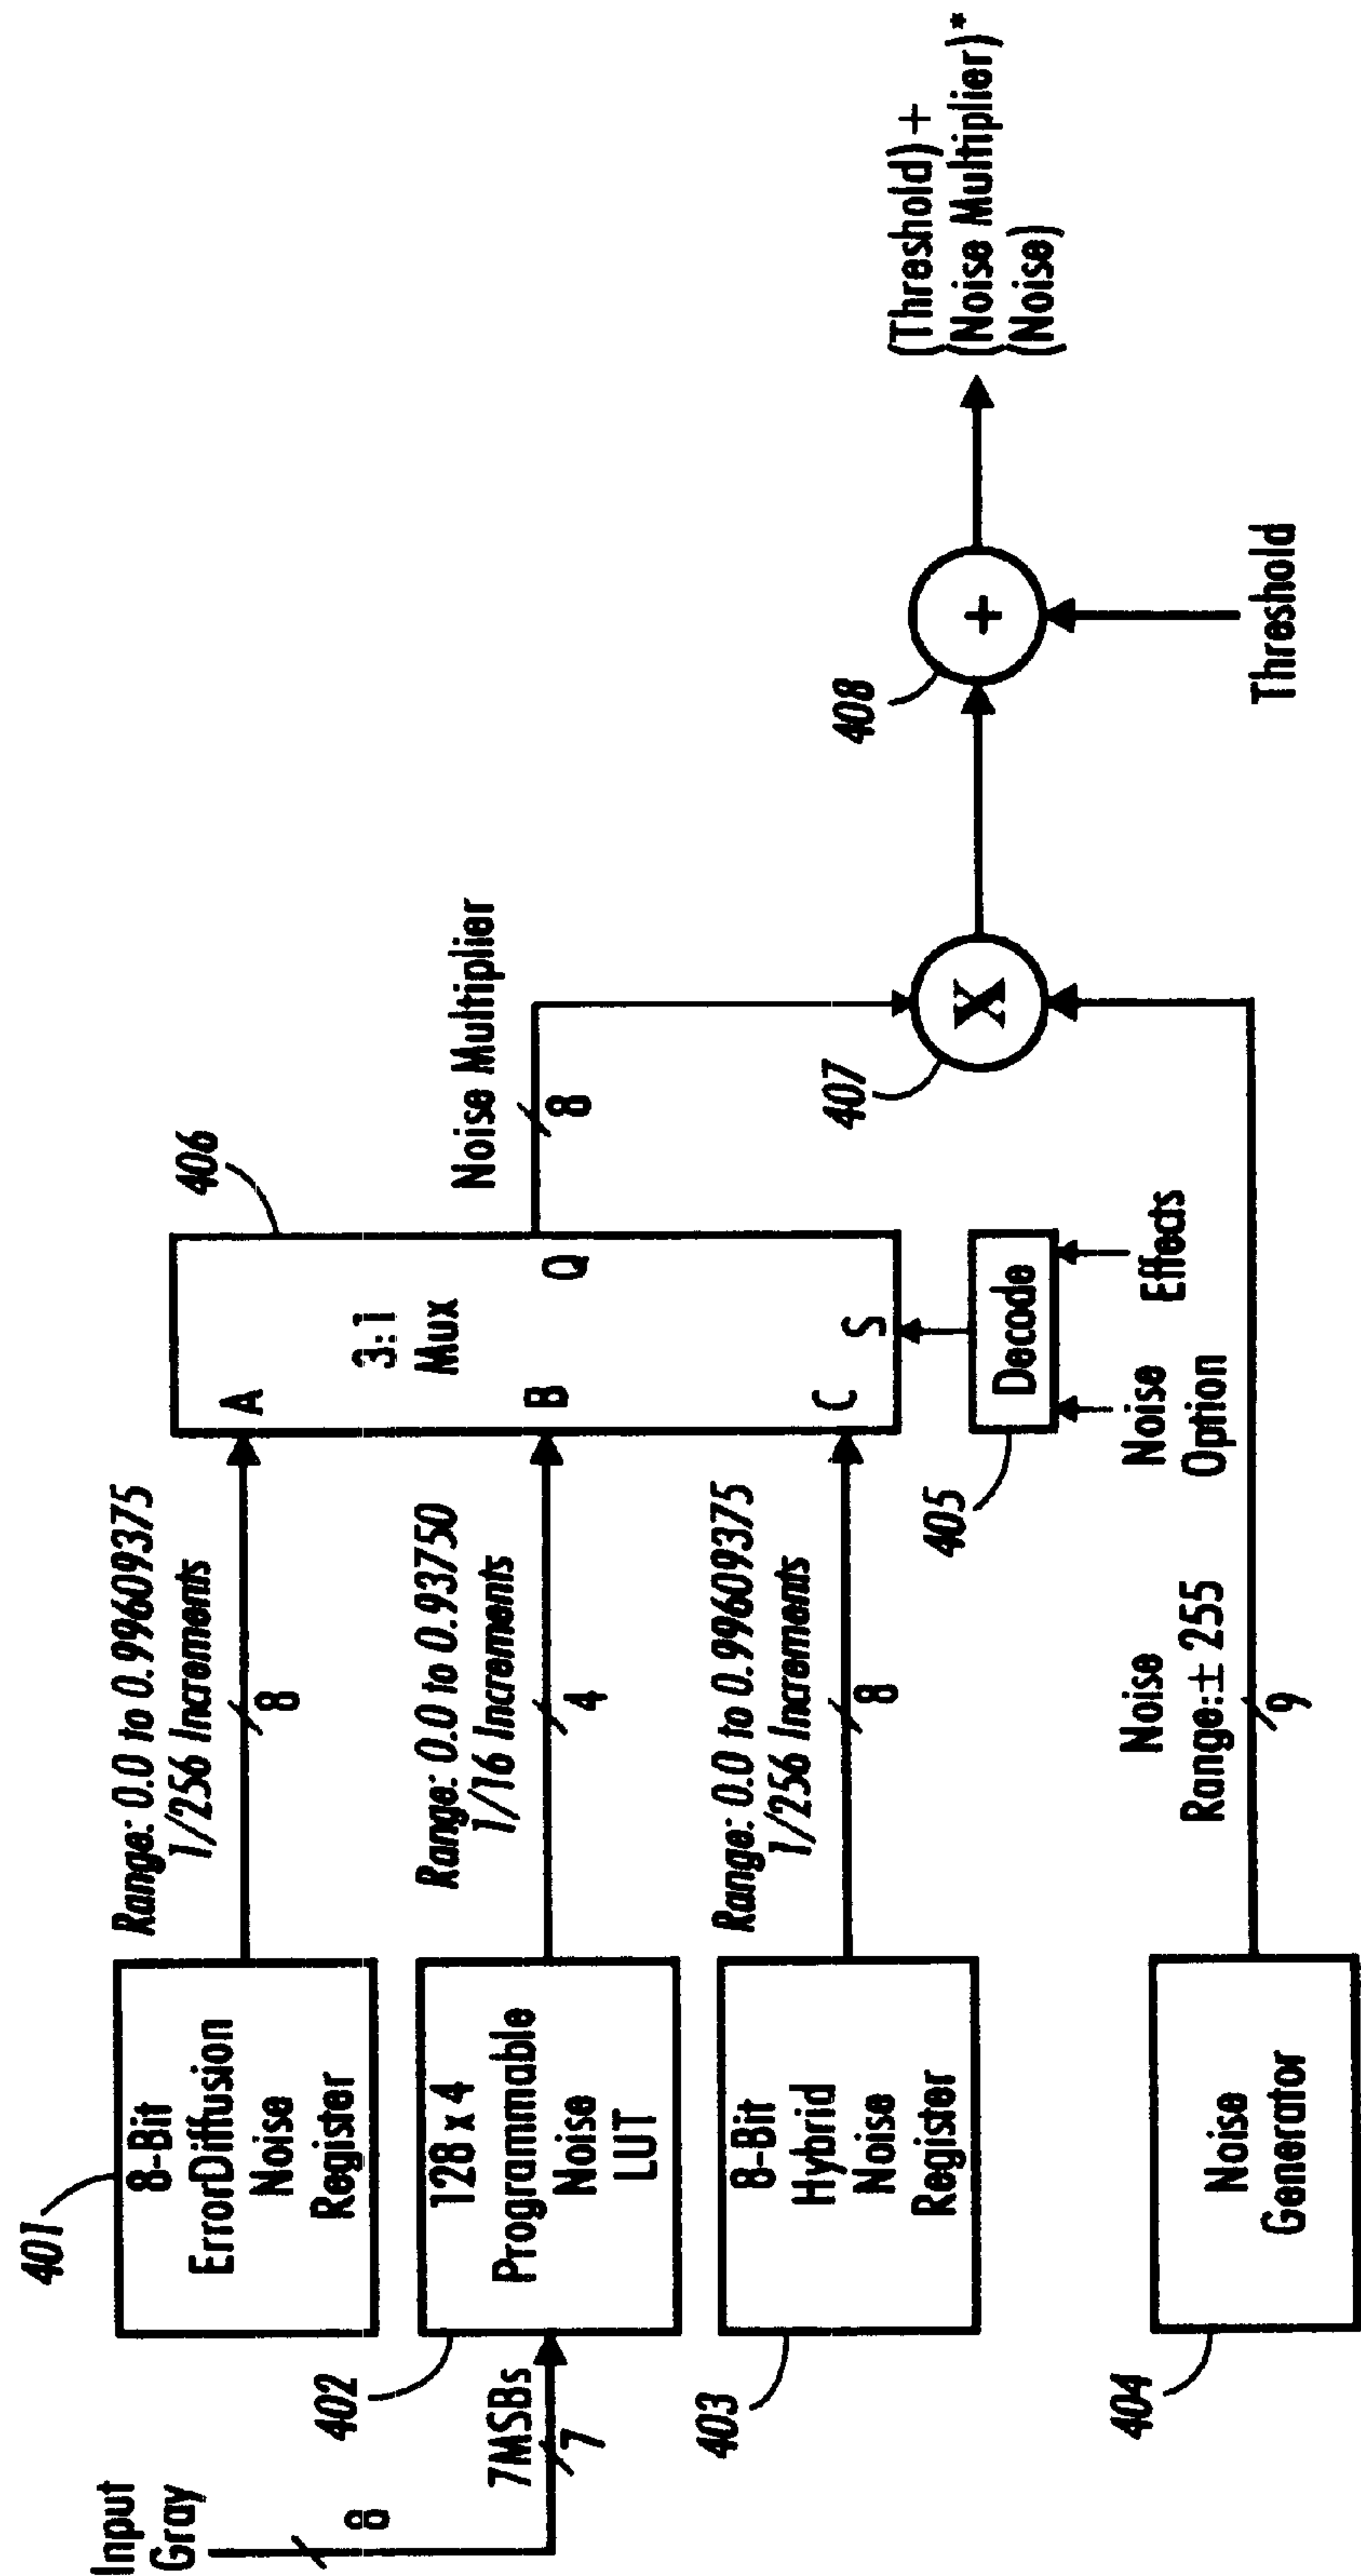 Input
Gray
8
7MSBs
7
401
8-Bit
ErrorDiffusion
Noise
Register
Range: 0.0 to 0.99609375
1/256 Increments
8
402
128 x 4
Programmable
Noise
LUT
Range: 0.0 to 0.93750
1/16 Increments
4
403
8-Bit
Hybrid
Noise
Register
Range: 0.0 to 0.99609375
1/256 Increments
8
404
Noise
Generator
Noise
Range:± 255
9
406
A
B
C
3:1
Mux
Q
S
405
Decode
Noise
Option
Effects
Noise Multiplier
8
407
X
408
+
Threshold
(Threshold) +
(Noise Multiplier)*
(Noise)